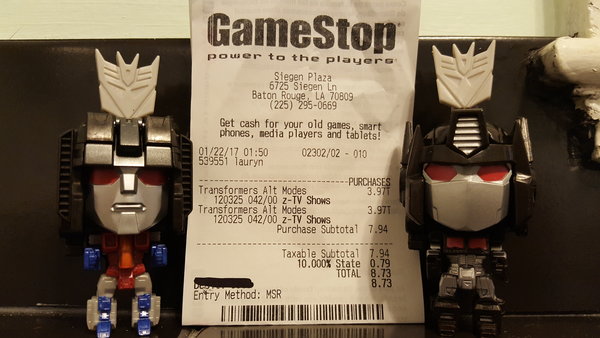 GameStop
power to the players
Siegen Plaza
6725 Siegen Ln
Baton Rouge, LA 70809
(225) 295-0669
Get cash for your old games, smart
phones, media players and tablets!
01/22/17 01:50 02302/02 - 010
539551 lauryn
PURCHASES
Transformers Alt Modes 3.97T
120325 042/00 z-TV Shows
Transformers Alt Modes 3.97T
120325 042/00 z-TV Shows
Purchase Subtotal 7.94
Taxable Subtotal 7.94
10.000% State 0.79
TOTAL 8.73
8.73
Entry Method: MSR